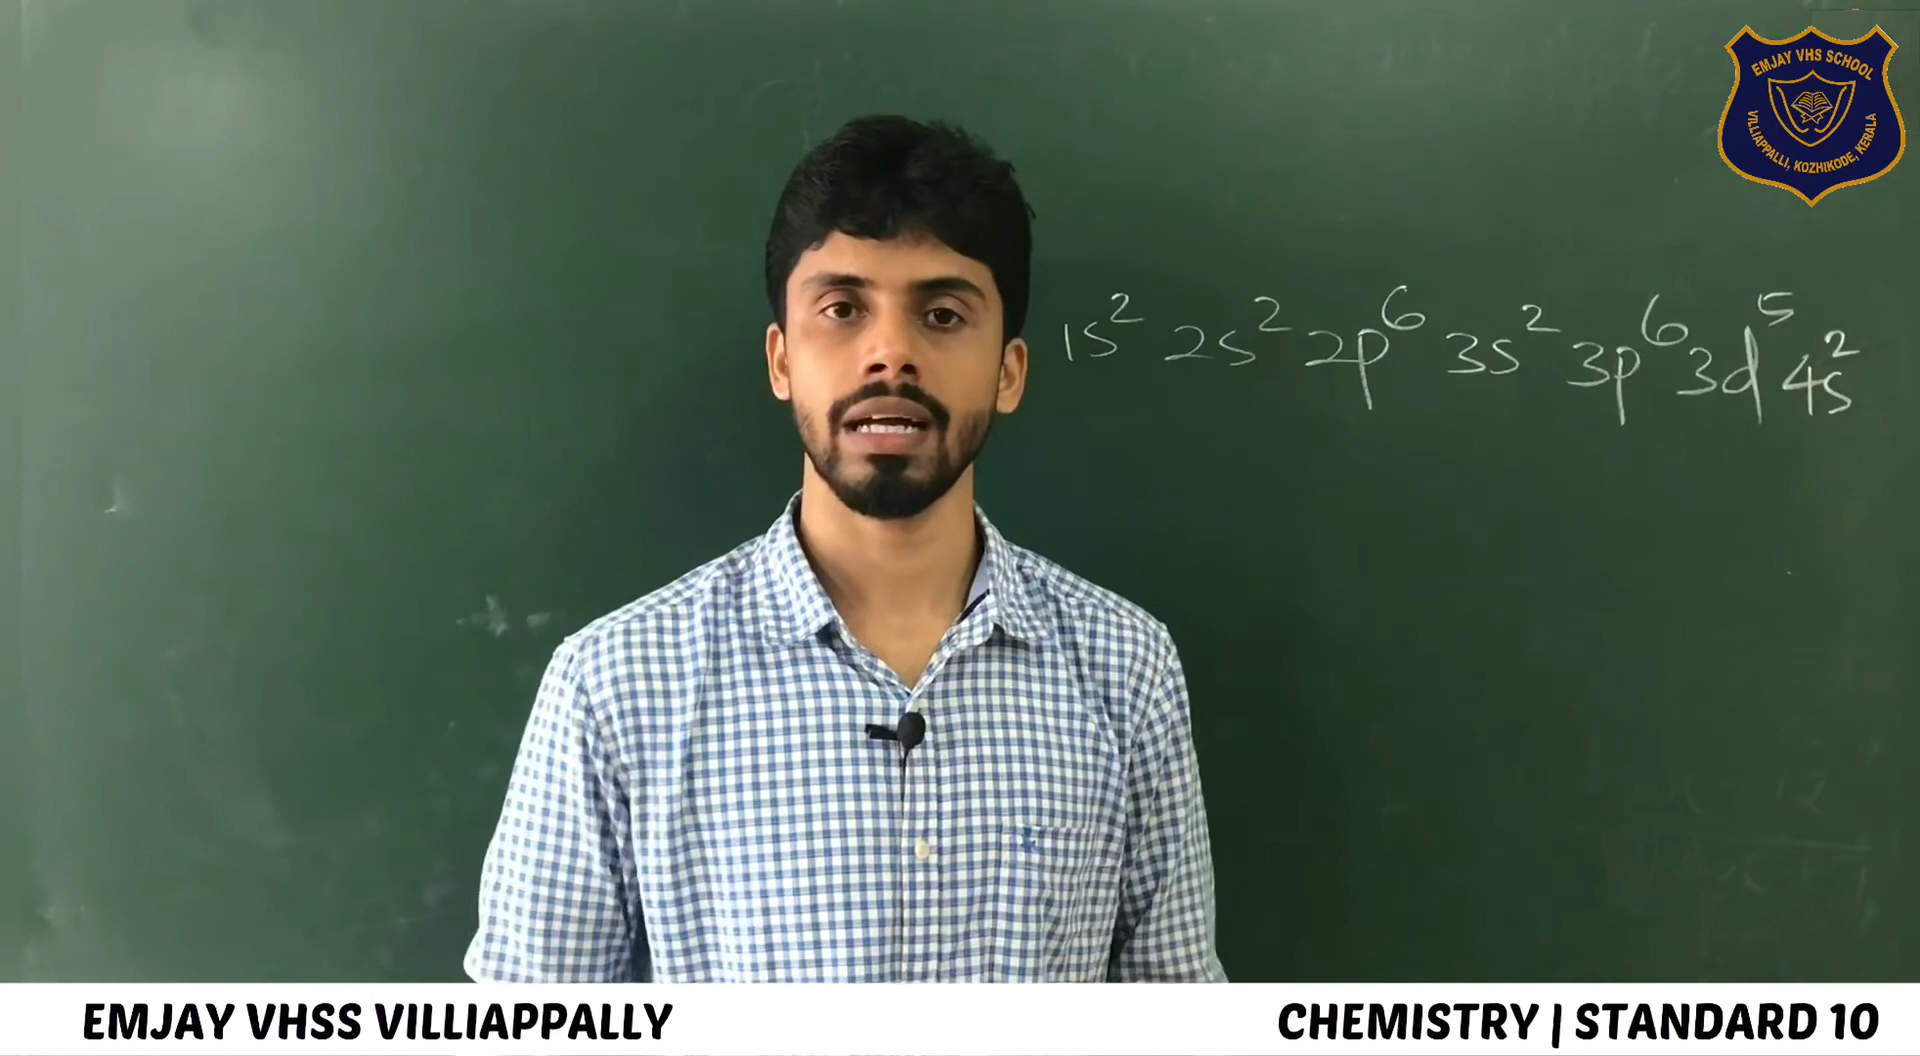 EMJAY VHS SCHOOL
VILLIAPPALLI, KOZHIKODE, KERALA
1s² 2s² 2p⁶ 3s² 3p⁶ 3d⁵ 4s²
EMJAY VHSS VILLIAPPALLY
CHEMISTRY | STANDARD 10